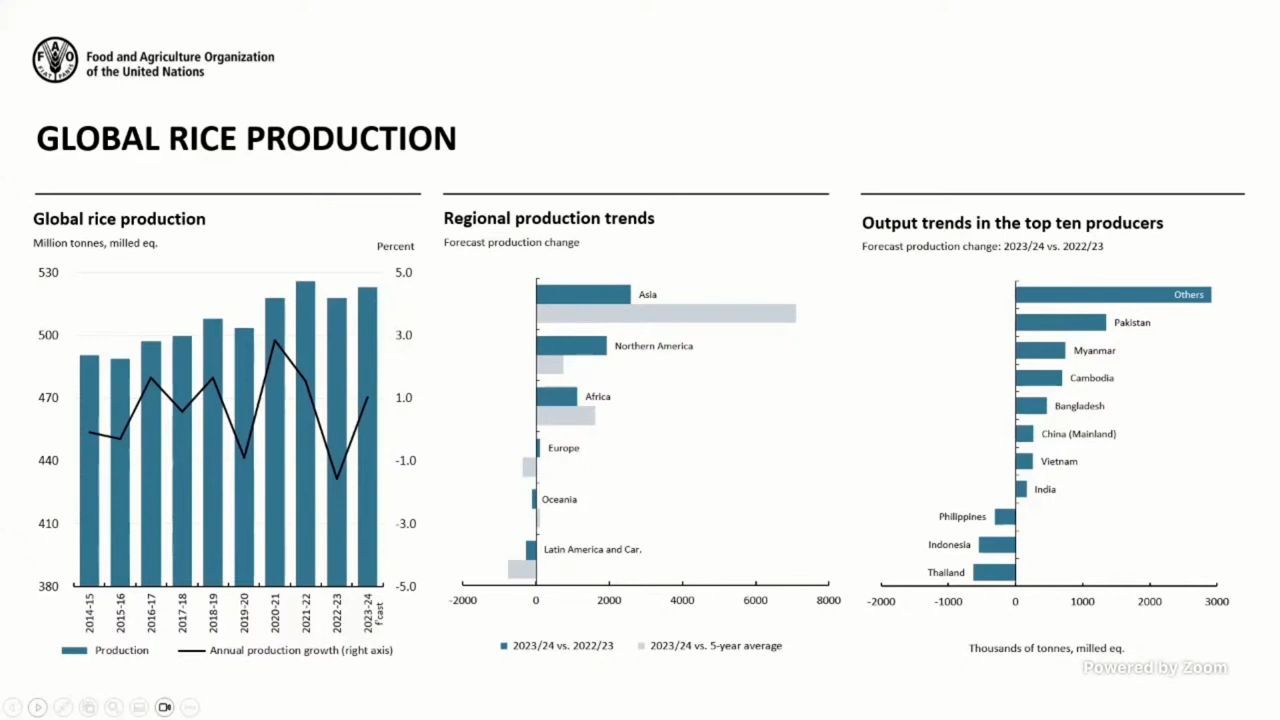 FAO
FIAT PANIS
Food and Agriculture Organization
of the United Nations
GLOBAL RICE PRODUCTION
Global rice production
Million tonnes, milled eq.
Percent
530
500
470
440
410
380
5.0
3.0
1.0
-1.0
-3.0
-5.0
2014-15
2015-16
2016-17
2017-18
2018-19
2019-20
2020-21
2021-22
2022-23
2023-24
f'cast
Production
Annual production growth (right axis)
Regional production trends
Forecast production change
Asia
Northern America
Africa
Europe
Oceania
Latin America and Car.
-2000 0 2000 4000 6000 8000
2023/24 vs. 2022/23
2023/24 vs. 5-year average
Output trends in the top ten producers
Forecast production change: 2023/24 vs. 2022/23
Others
Pakistan
Myanmar
Cambodia
Bangladesh
China (Mainland)
Vietnam
India
Philippines
Indonesia
Thailand
-2000 -1000 0 1000 2000 3000
Thousands of tonnes, milled eq.
Powered by Zoom